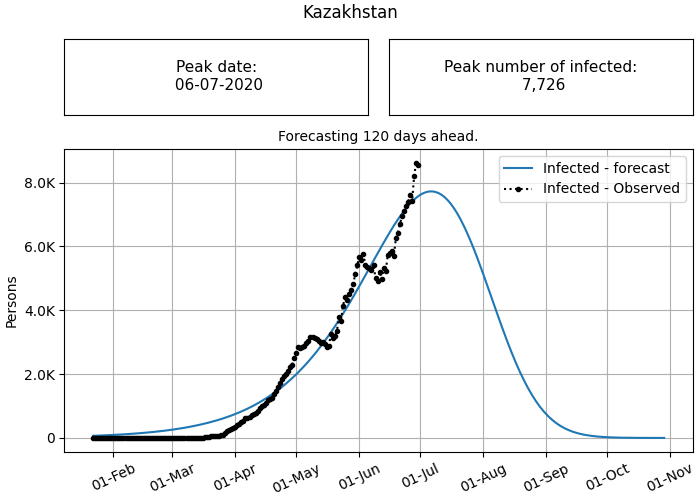 Kazakhstan
Peak date:
06-07-2020
Peak number of infected:
7,726
Forecasting 120 days ahead.
Infected - forecast
Infected - Observed
Persons
8.0K
6.0K
4.0K
2.0K
0
01-Feb
01-Mar
01-Apr
01-May
01-Jun
01-Jul
01-Aug
01-Sep
01-Oct
01-Nov